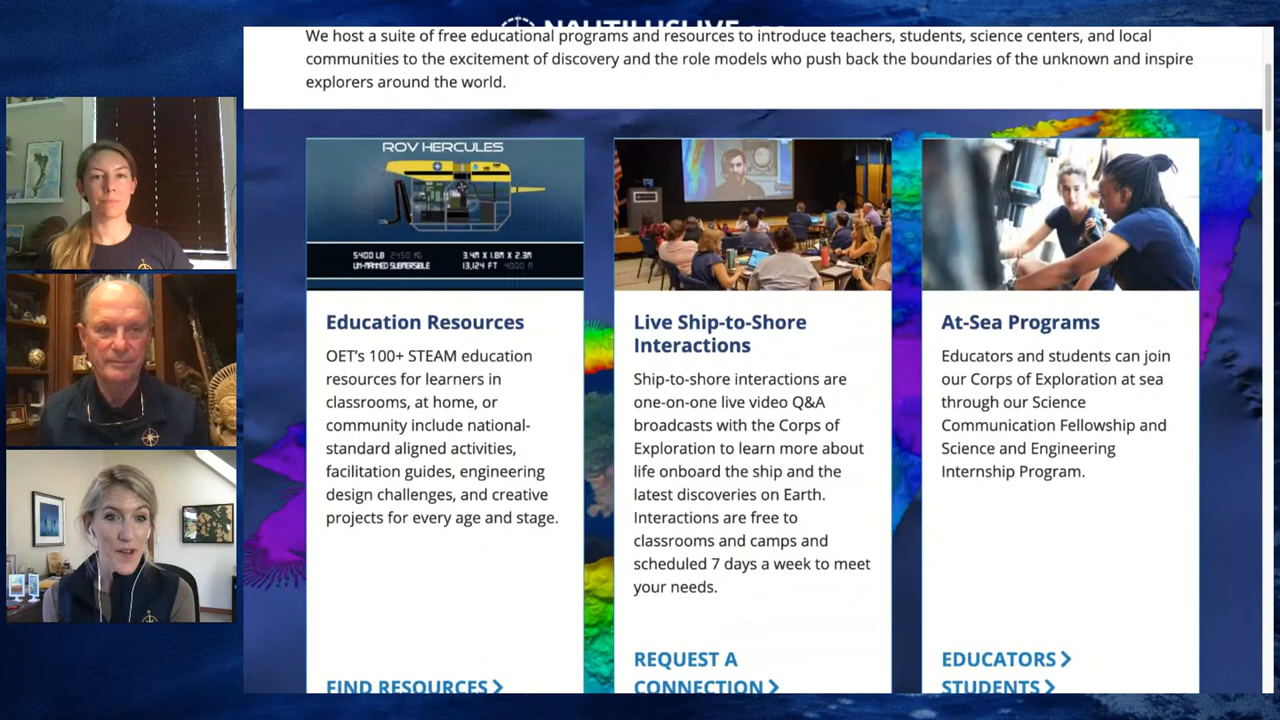 NAUTILUSLIVE
We host a suite of free educational programs and resources to introduce teachers, students, science centers, and local
communities to the excitement of discovery and the role models who push back the boundaries of the unknown and inspire
explorers around the world.
ROV HERCULES
5400 LB 2450 KG
UN-MANNED SUBMERSIBLE
3.4M X 1.8M X 2.3M
13,124 FT 4000 M
Education Resources
OET's 100+ STEAM education
resources for learners in
classrooms, at home, or
community include national-
standard aligned activities,
facilitation guides, engineering
design challenges, and creative
projects for every age and stage.
FIND RESOURCES
Live Ship-to-Shore
Interactions
Ship-to-shore interactions are
one-on-one live video Q&A
broadcasts with the Corps of
Exploration to learn more about
life onboard the ship and the
latest discoveries on Earth.
Interactions are free to
classrooms and camps and
scheduled 7 days a week to meet
your needs.
REQUEST A
CONNECTION
At-Sea Programs
Educators and students can join
our Corps of Exploration at sea
through our Science
Communication Fellowship and
Science and Engineering
Internship Program.
EDUCATORS
STUDENTS